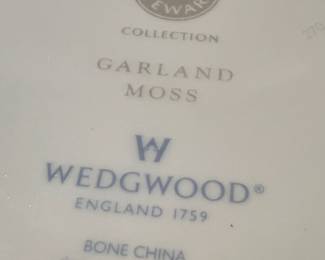 COLLECTION
GARLAND
MOSS
W
WEDGWOOD®
ENGLAND 1759
BONE CHINA